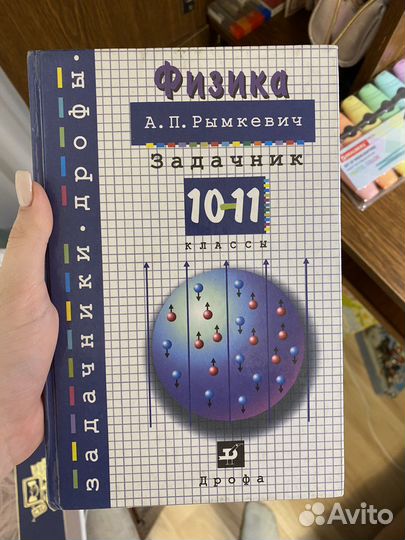 задачники·дрофы·
Физика
А.П.Рымкевич
Задачник
10-11
классы
Дрофа
Avito